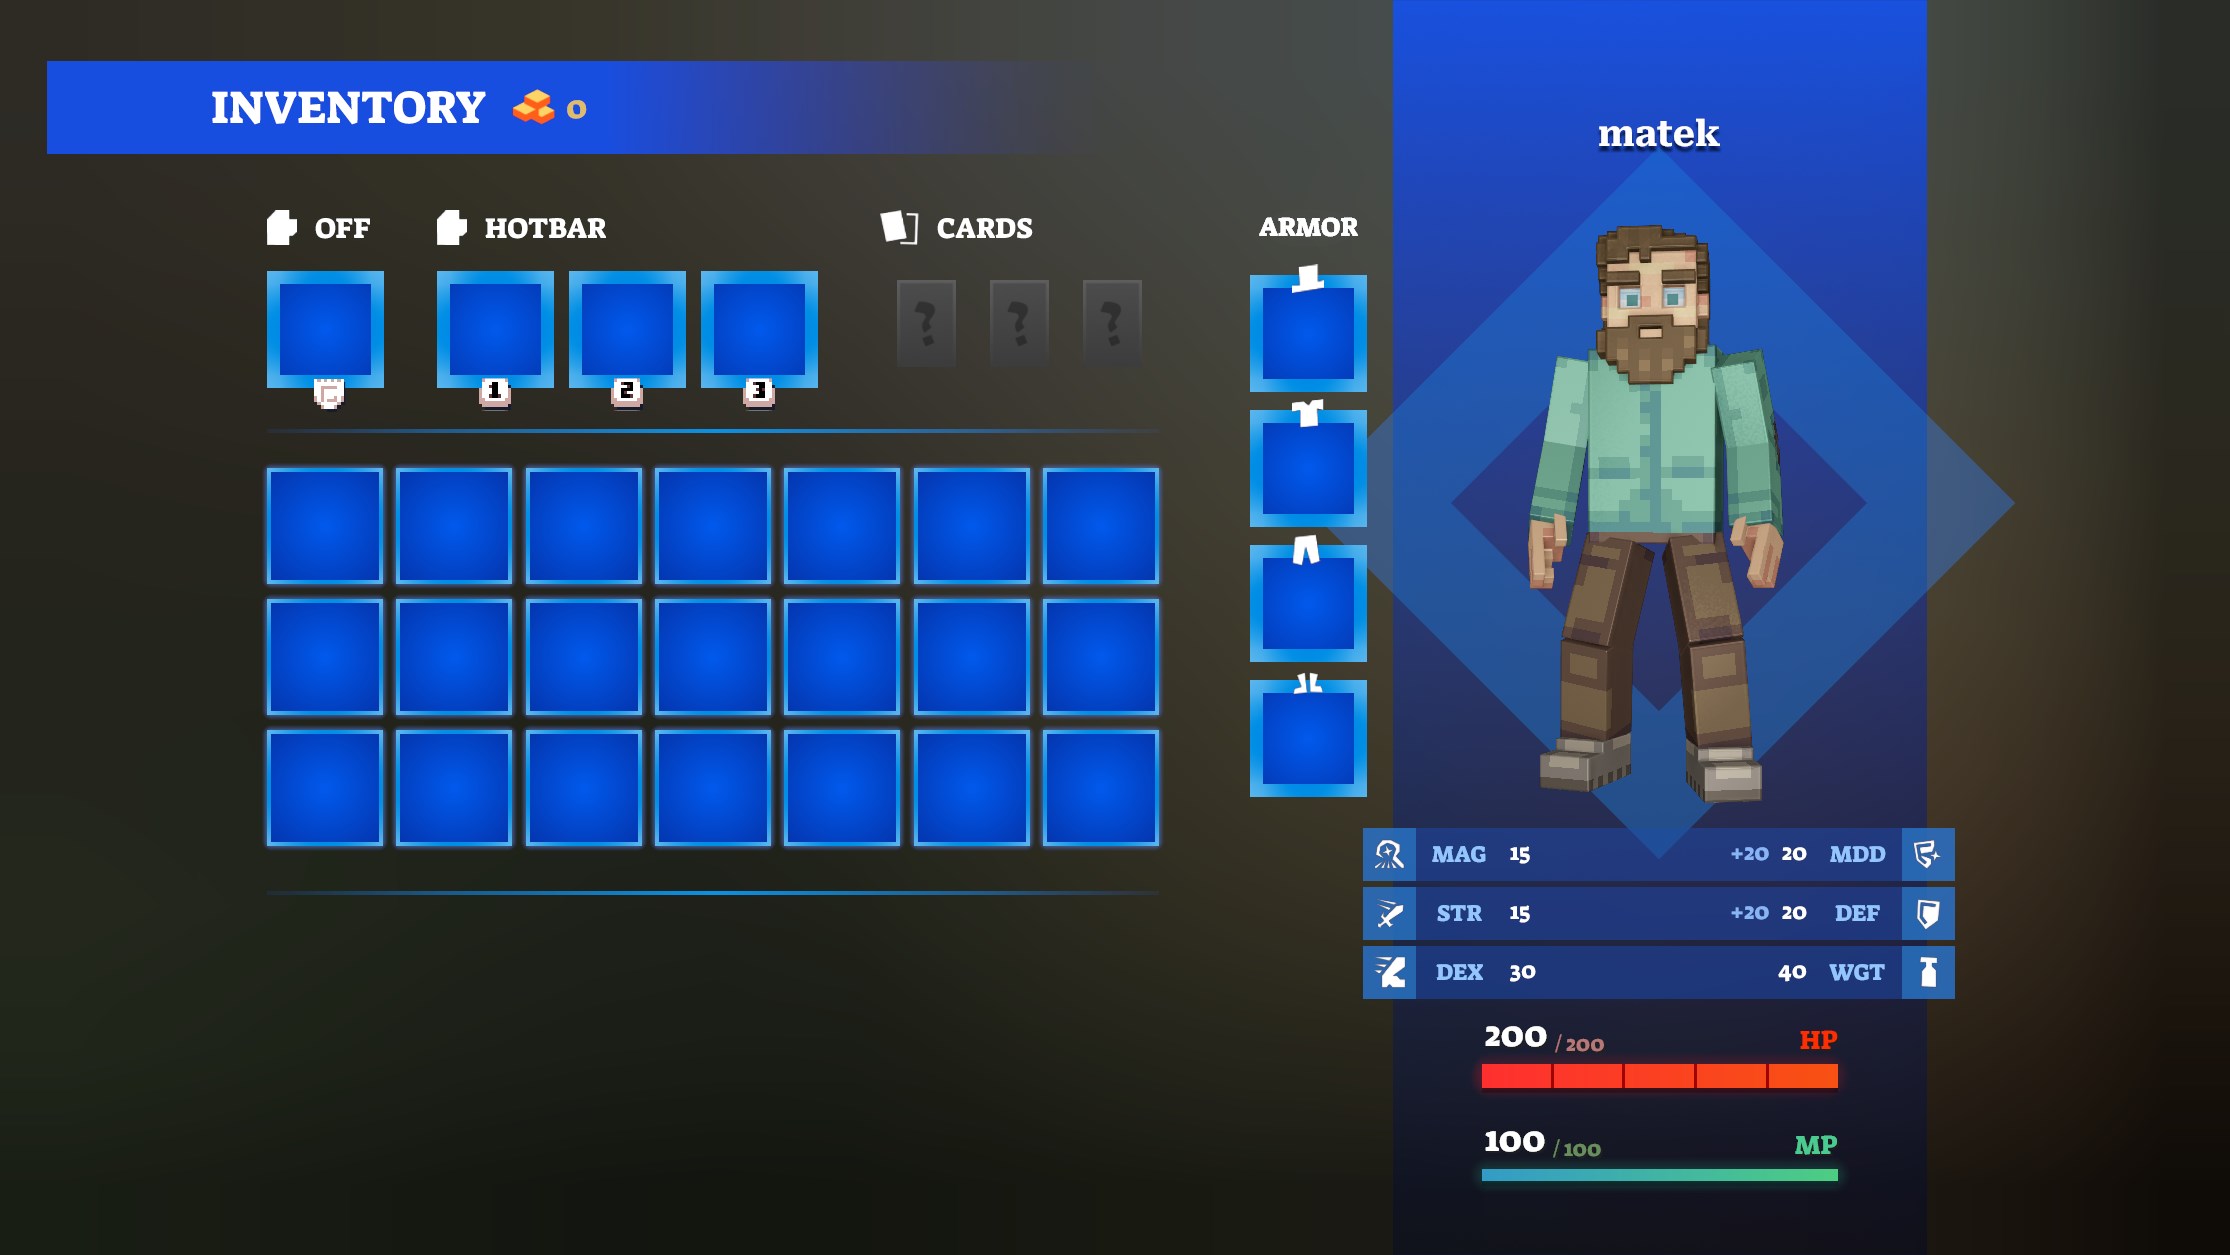 INVENTORY 0
matek
OFF
HOTBAR
CARDS
ARMOR
? ? ?
1 2 3
MAG 15
+20 20 MDD
STR 15
+20 20 DEF
DEX 30
40 WGT
200 / 200 HP
100 / 100 MP